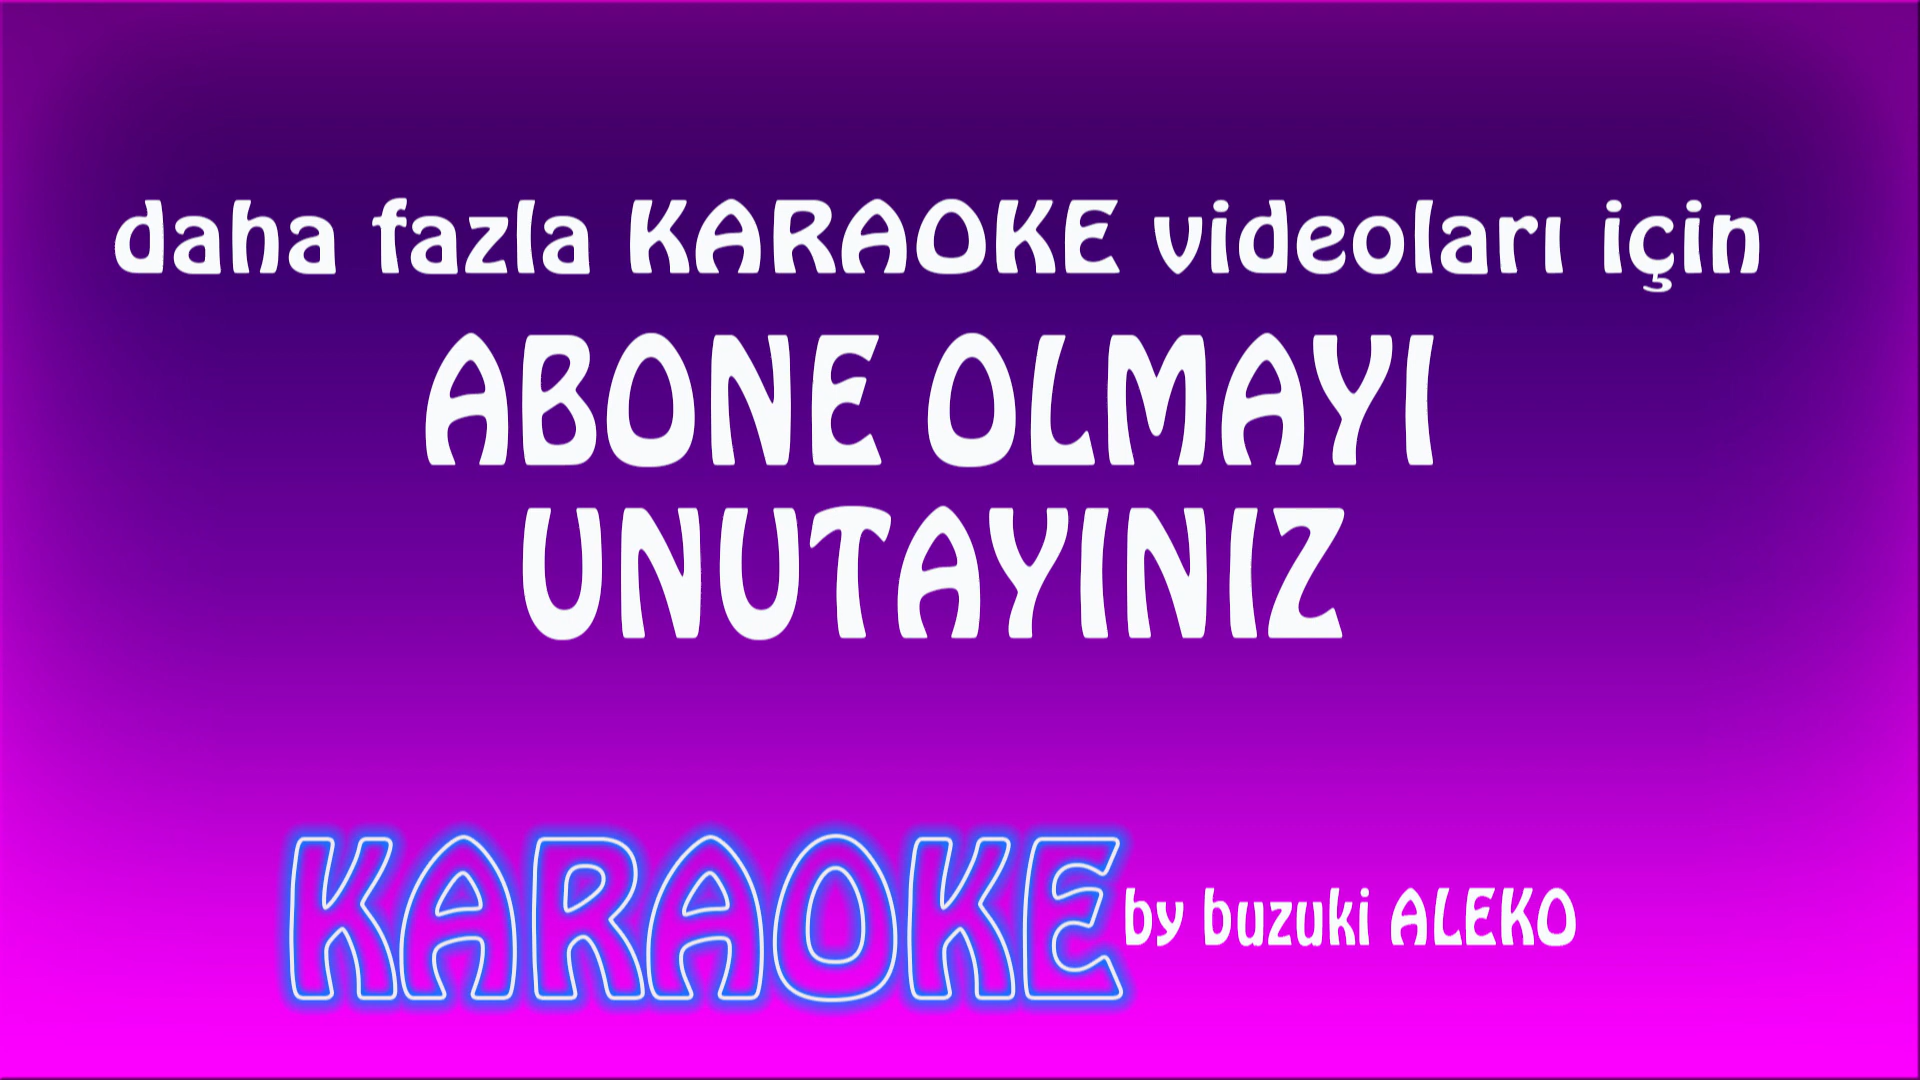 daha fazla KARAOKE videoları için
ABONE OLMAYI
UNUTAYINIZ
KARAOKE by buzuki ALEKO